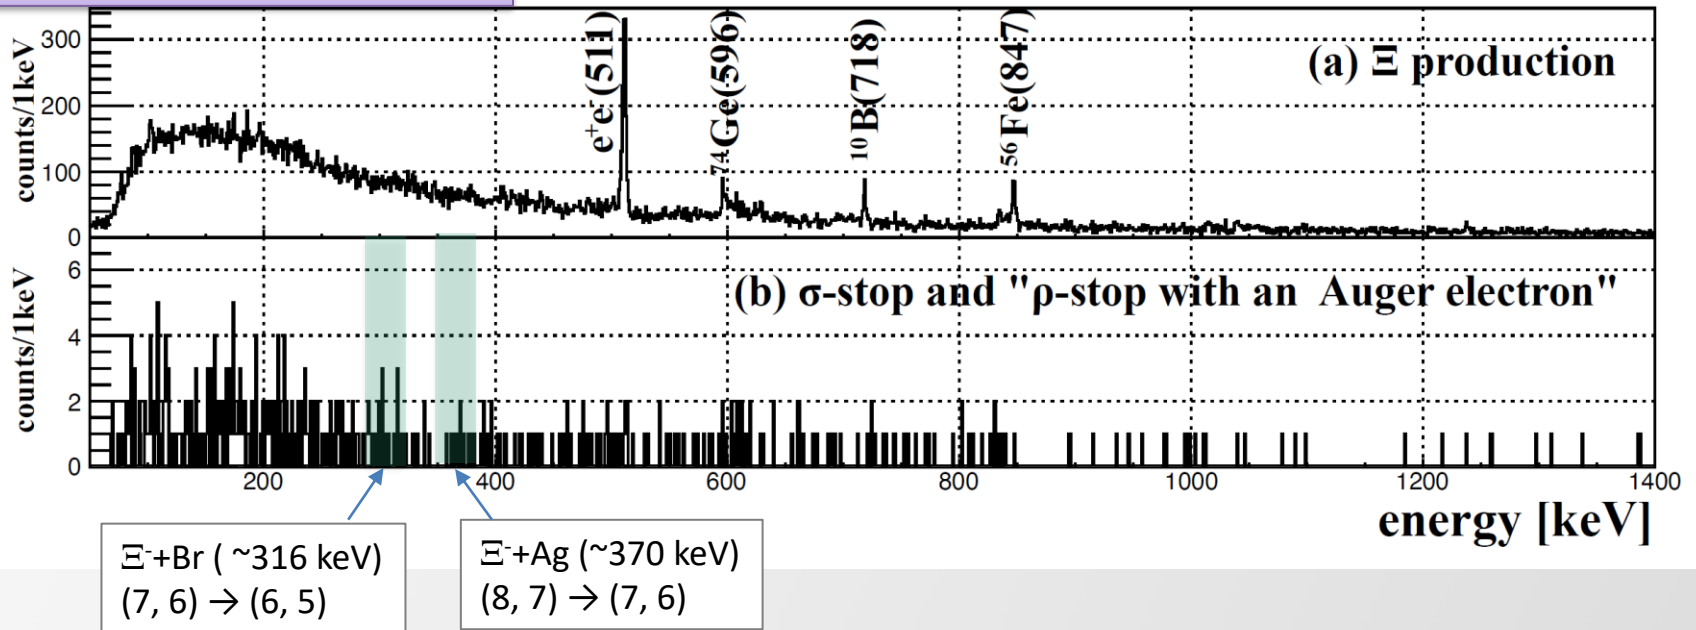 300
200
100
0
counts/1keV
e⁺e⁻(511)
⁷⁴Ge(596)
¹⁰B(718)
⁵⁶Fe(847)
(a) Ξ production
6
4
2
0
counts/1keV
(b) σ-stop and "ρ-stop with an Auger electron"
200 400 600 800 1000 1200 1400
energy [keV]
Ξ⁻+Br ( ~316 keV)
(7, 6) → (6, 5)
Ξ⁻+Ag (~370 keV)
(8, 7) → (7, 6)